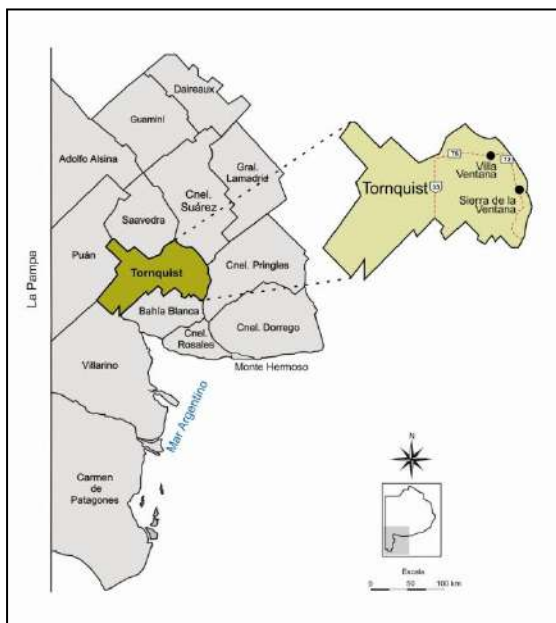 Daireaux
Guaminí
Adolfo Alsina
Gral.
Lamadrid
Cnel.
Suárez
Saavedra
Puán
Tornquist
Cnel. Pringles
La Pampa
Bahía Blanca
Cnel. Dorrego
Cnel.
Rosales
Monte Hermoso
Villarino
Mar Argentino
Carmen
de
Patagones
76
Villa
Ventana
72
Tornquist
33
Sierra de la
Ventana
N
Escala
0 50 100 km